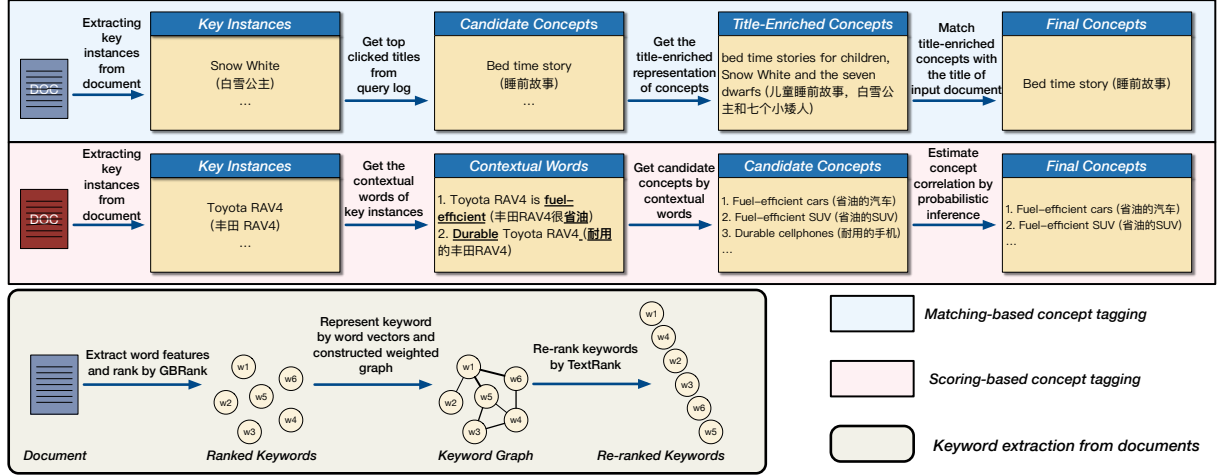 DOC
Extracting
key
instances
from
document
Key Instances
Snow White
(白雪公主)
...
Get top
clicked titles
from
query log
Candidate Concepts
Bed time story
(睡前故事)
...
Get the
title-enriched
representation
of concepts
Title-Enriched Concepts
bed time stories for children,
Snow White and the seven
dwarfs (儿童睡前故事，白雪公
主和七个小矮人)
Match
title-enriched
concepts with
the title of
input document
Final Concepts
Bed time story (睡前故事)
DOC
Extracting
key
instances
from
document
Key Instances
Toyota RAV4
(丰田 RAV4)
...
Get the
contextual
words of
key instances
Contextual Words
1. Toyota RAV4 is fuel-
efficient (丰田RAV4很省油)
2. Durable Toyota RAV4 (耐用
的丰田RAV4)
Get candidate
concepts by
contextual
words
Candidate Concepts
1. Fuel-efficient cars (省油的汽车)
2. Fuel-efficient SUV (省油的SUV)
3. Durable cellphones (耐用的手机)
...
Estimate
concept
correlation by
probabilistic
inference
Final Concepts
1. Fuel-efficient cars (省油的汽车)
2. Fuel-efficient SUV (省油的SUV)
...
Document
Extract word features
and rank by GBRank
w1
w6
w5
w2
w4
w3
Ranked Keywords
Represent keyword
by word vectors and
constructed weighted
graph
w1
w6
w5
w2
w4
w3
Keyword Graph
Re-rank keywords
by TextRank
w1
w4
w2
w3
w6
w5
Re-ranked Keywords
Matching-based concept tagging
Scoring-based concept tagging
Keyword extraction from documents